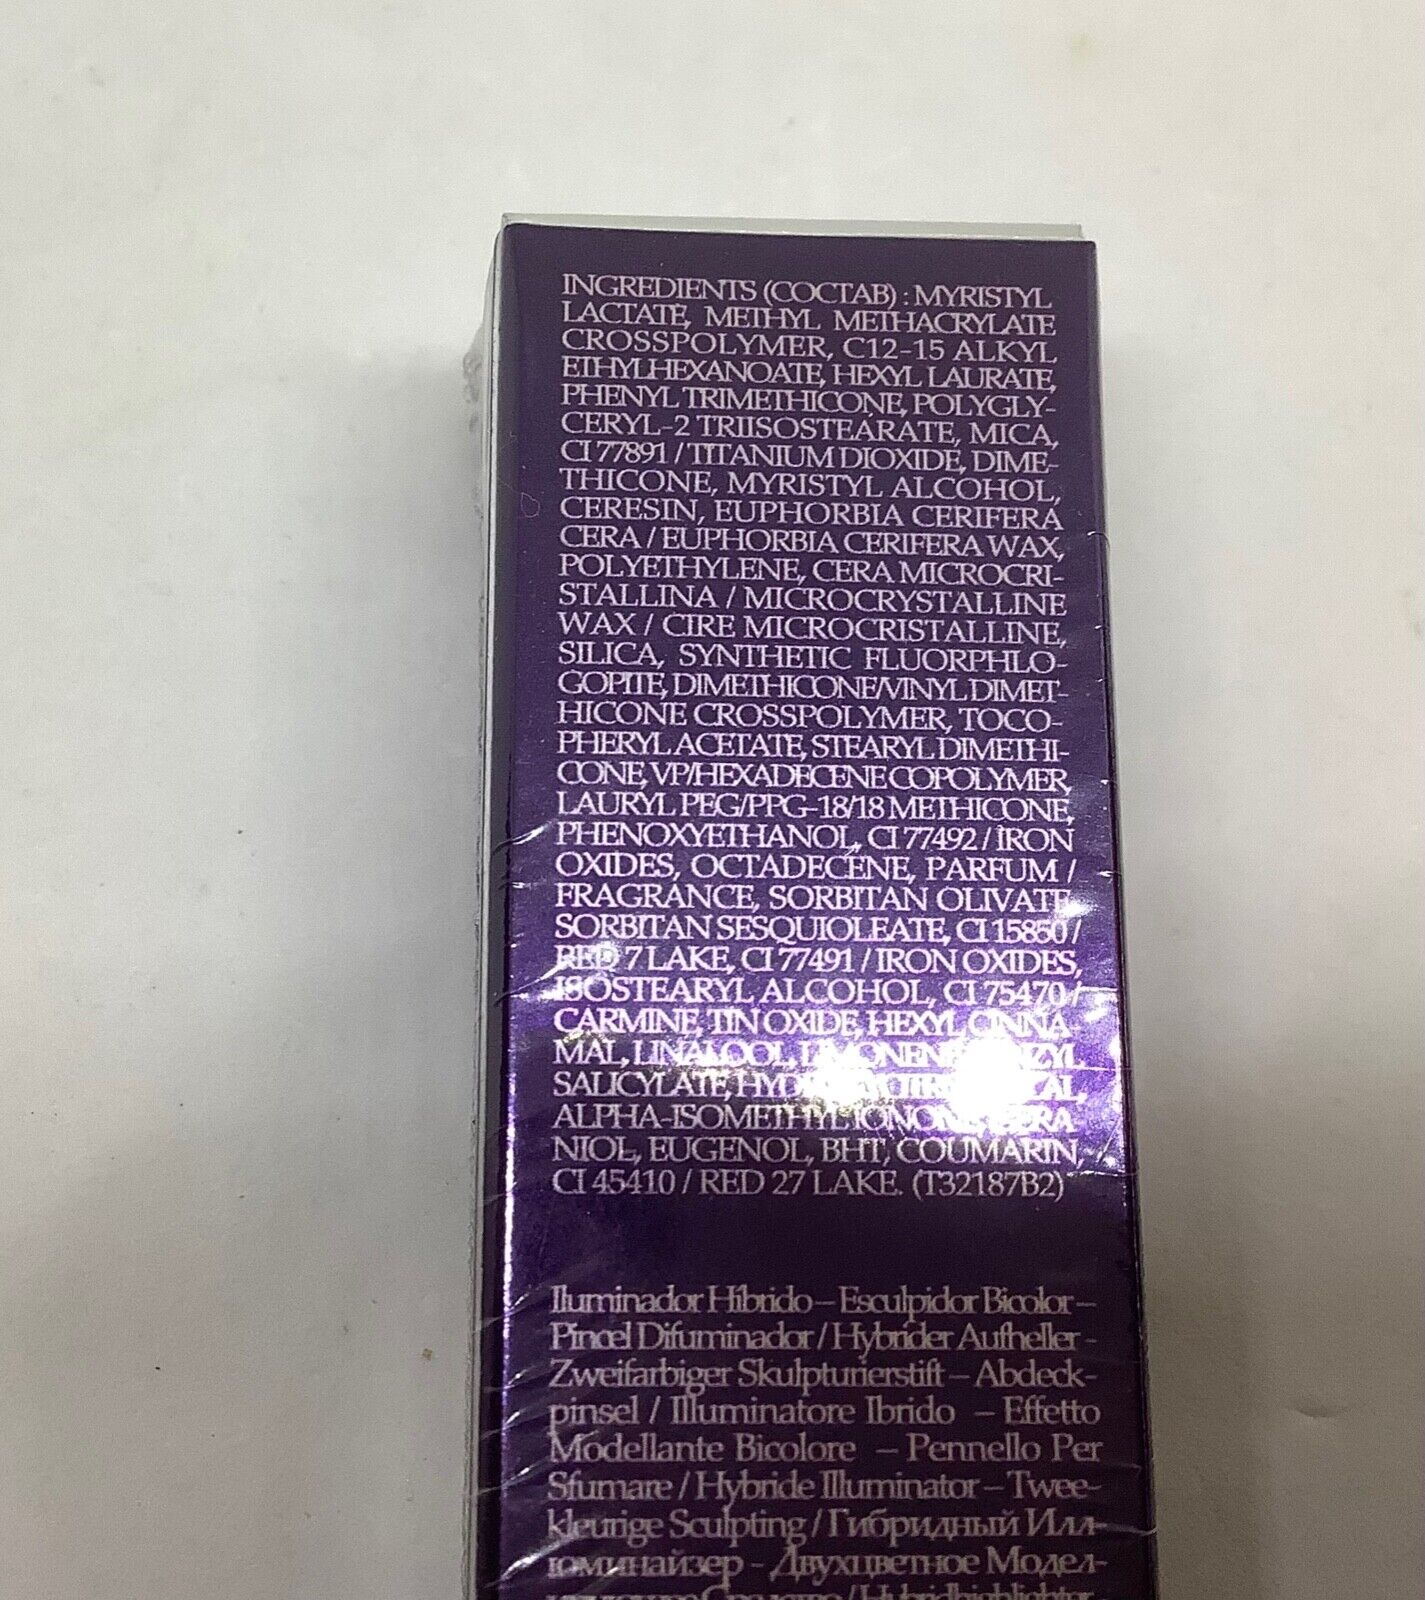 INGREDIENTS (СОСТАВ) : MYRISTYL
LACTATE, METHYL METHACRYLATE
CROSSPOLYMER, C12-15 ALKYL
ETHYLHEXANOATE, HEXYL LAURATE,
PHENYL TRIMETHICONE, POLYGLY-
CERYL-2 TRIISOSTEARATE, MICA,
CI 77891 / TITANIUM DIOXIDE, DIME-
THICONE, MYRISTYL ALCOHOL,
CERESIN, EUPHORBIA CERIFERA
CERA / EUPHORBIA CERIFERA WAX,
POLYETHYLENE, CERA MICROCRI-
STALLINA / MICROCRYSTALLINE
WAX / CIRE MICROCRISTALLINE,
SILICA, SYNTHETIC FLUORPHLO-
GOPITE, DIMETHICONE/VINYL DIMET-
HICONE CROSSPOLYMER, TOCO-
PHERYL ACETATE, STEARYL DIMETHI-
CONE, VP/HEXADECENE COPOLYMER,
LAURYL PEG/PPG-18/18 METHICONE,
PHENOXYETHANOL, CI 77492 / IRON
OXIDES, OCTADECENE, PARFUM /
FRAGRANCE, SORBITAN OLIVATE,
SORBITAN SESQUIOLEATE, CI 15850 /
RED 7 LAKE, CI 77491 / IRON OXIDES,
ISOSTEARYL ALCOHOL, CI 75470 /
CARMINE, TIN OXIDE, HEXYL CINNA-
MAL, LINALOOL,
SALICYLATE,
ALPHA-ISOMETHYL IONONE,
NIOL, EUGENOL, BHT, COUMARIN,
CI 45410 / RED 27 LAKE. (T32187B2)
Iluminador Híbrido – Esculpidor Bicolor –
Pincel Difuminador / Hybrider Aufheller -
Zweifarbiger Skulpturierstift – Abdeck-
pinsel / Illuminatore Ibrido – Effetto
Modellante Bicolore – Pennello Per
Sfumare / Hybride Illuminator – Twee-
kleurige Sculpting / Гибридный Илл-
юминайзер - Двухцветное Модел-